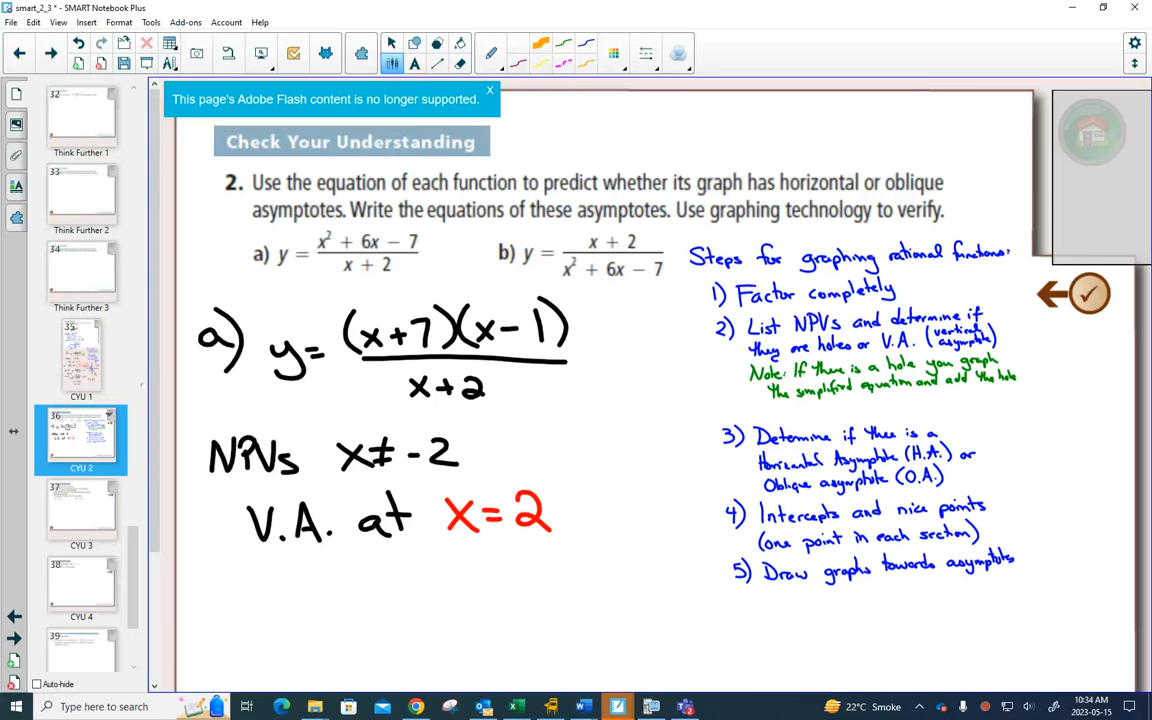 smart_2_3 * - SMART Notebook Plus
File Edit View Insert Format Tools Add-ons Account Help
This page's Adobe Flash content is no longer supported. X
Check Your Understanding
2. Use the equation of each function to predict whether its graph has horizontal or oblique
asymptotes. Write the equations of these asymptotes. Use graphing technology to verify.
a) y = (x² + 6x − 7)/(x + 2) b) y = (x + 2)/(x² + 6x − 7)
a) y = (x+7)(x−1)
x+2
NPVs x≠ -2
V.A. at x=2
Steps for graphing rational functions:
1) Factor completely
2) List NPVs and determine if
they are holes or V.A. (vertical
asymptote)
Note: If there is a hole you graph
the simplified equation and add the hole
3) Determine if there is a
Horizontal Asymptote (H.A.) or
Oblique asymptote (O.A.)
4) Intercepts and nice points
(one point in each section)
5) Draw graphs towards asymptotes
32
Think Further 1
33
Think Further 2
34
Think Further 3
35
CYU 1
36
CYU 2
37
CYU 3
38
CYU 4
39
Auto-hide
Type here to search
22°C Smoke
10:34 AM
2023-05-15